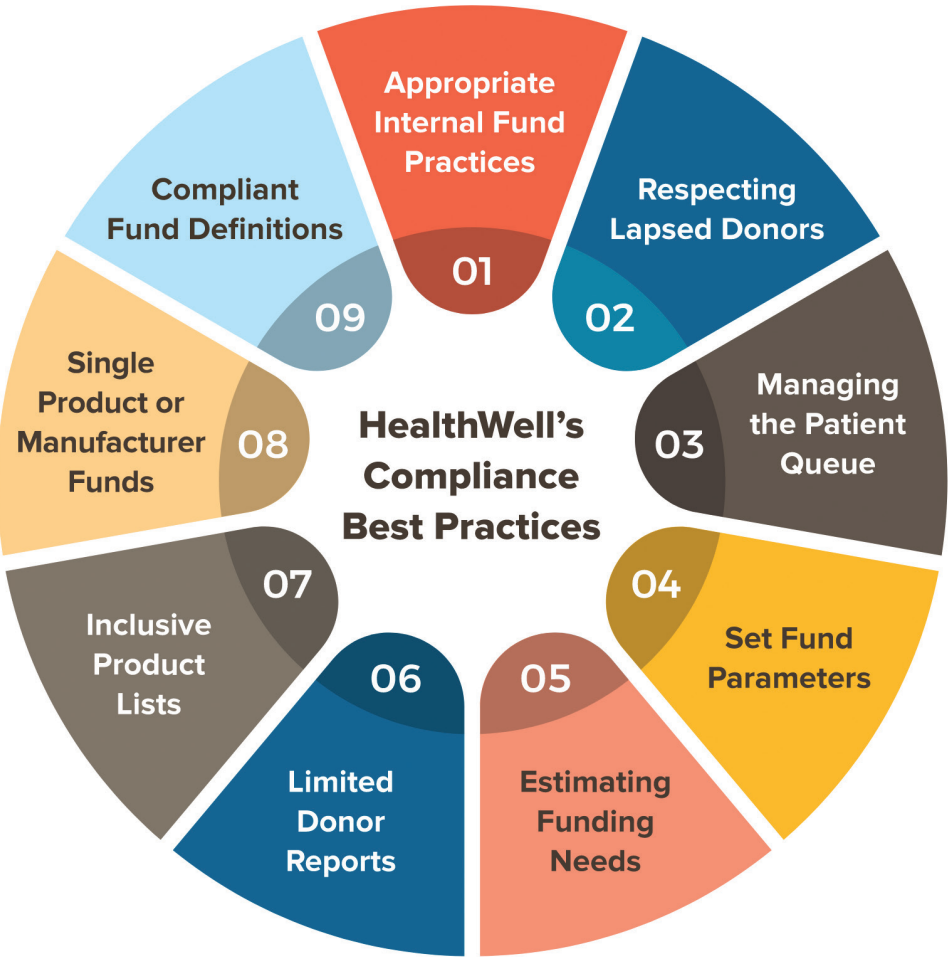 HealthWell's
Compliance
Best Practices
01
Appropriate
Internal Fund
Practices
02
Respecting
Lapsed Donors
03
Managing
the Patient
Queue
04
Set Fund
Parameters
05
Estimating
Funding
Needs
06
Limited
Donor
Reports
07
Inclusive
Product
Lists
08
Single
Product or
Manufacturer
Funds
09
Compliant
Fund Definitions